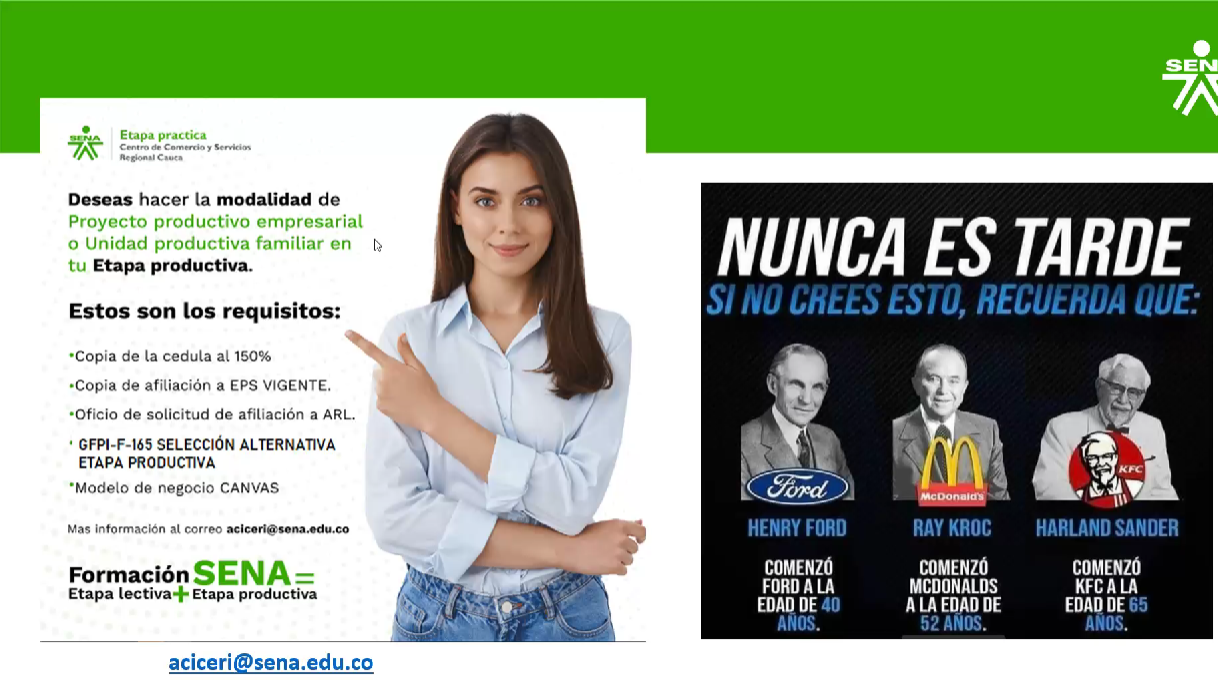 SEN
SENA
Etapa practica
Centro de Comercio y Servicios
Regional Cauca
Deseas hacer la modalidad de
Proyecto productivo empresarial
o Unidad productiva familiar en
tu Etapa productiva.
Estos son los requisitos:
•Copia de la cedula al 150%
•Copia de afiliación a EPS VIGENTE.
•Oficio de solicitud de afiliación a ARL.
• GFPI-F-165 SELECCIÓN ALTERNATIVA
ETAPA PRODUCTIVA
•Modelo de negocio CANVAS
Mas información al correo aciceri@sena.edu.co
Formación SENA=
Etapa lectiva+Etapa productiva
aciceri@sena.edu.co
NUNCA ES TARDE
SI NO CREES ESTO, RECUERDA QUE:
Ford
McDonald's
KFC
HENRY FORD
RAY KROC
HARLAND SANDER
COMENZÓ
FORD A LA
EDAD DE 40
AÑOS.
COMENZÓ
MCDONALDS
A LA EDAD DE
52 AÑOS.
COMENZÓ
KFC A LA
EDAD DE 65
AÑOS.